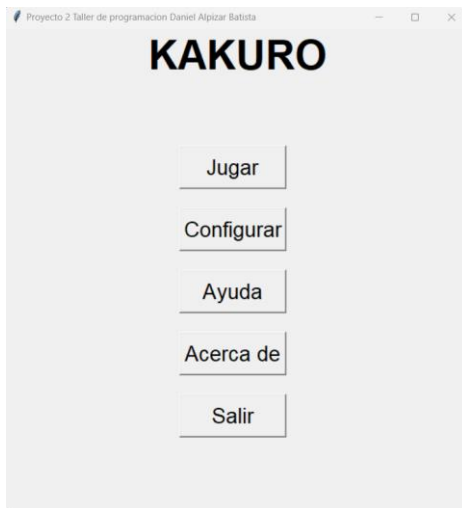 Proyecto 2 Taller de programacion Daniel Alpizar Batista
KAKURO
Jugar
Configurar
Ayuda
Acerca de
Salir